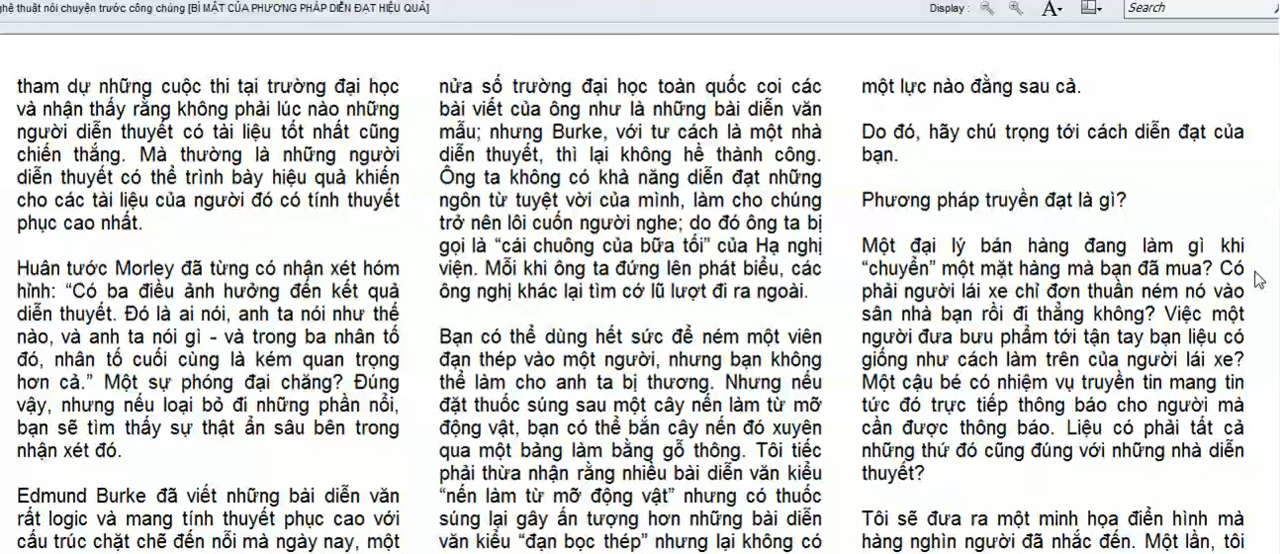 hệ thuật nói chuyện trước công chúng [BÍ MẬT CỦA PHƯƠNG PHÁP DIỄN ĐẠT HIỆU QUẢ]
Display :
A
Search
tham dự những cuộc thi tại trường đại học
và nhận thấy rằng không phải lúc nào những
người diễn thuyết có tài liệu tốt nhất cũng
chiến thắng. Mà thường là những người
diễn thuyết có thể trình bày hiệu quả khiến
cho các tài liệu của người đó có tính thuyết
phục cao nhất.
Huân tước Morley đã từng có nhận xét hóm
hỉnh: “Có ba điều ảnh hưởng đến kết quả
diễn thuyết. Đó là ai nói, anh ta nói như thế
nào, và anh ta nói gì - và trong ba nhân tố
đó, nhân tố cuối cùng là kém quan trọng
hơn cả.” Một sự phóng đại chăng? Đúng
vậy, nhưng nếu loại bỏ đi những phần nổi,
bạn sẽ tìm thấy sự thật ẩn sâu bên trong
nhận xét đó.
Edmund Burke đã viết những bài diễn văn
rất logic và mang tính thuyết phục cao với
cấu trúc chặt chẽ đến nỗi mà ngày nay, một
nửa số trường đại học toàn quốc coi các
bài viết của ông như là những bài diễn văn
mẫu; nhưng Burke, với tư cách là một nhà
diễn thuyết, thì lại không hề thành công.
Ông ta không có khả năng diễn đạt những
ngôn từ tuyệt vời của mình, làm cho chúng
trở nên lôi cuốn người nghe; do đó ông ta bị
gọi là “cái chuông của bữa tối” của Hạ nghị
viện. Mỗi khi ông ta đứng lên phát biểu, các
ông nghị khác lại tìm cớ lũ lượt đi ra ngoài.
Bạn có thể dùng hết sức để ném một viên
đạn thép vào một người, nhưng bạn không
thể làm cho anh ta bị thương. Nhưng nếu
đặt thuốc súng sau một cây nến làm từ mỡ
động vật, bạn có thể bắn cây nến đó xuyên
qua một bảng làm bằng gỗ thông. Tôi tiếc
phải thừa nhận rằng nhiều bài diễn văn kiểu
“nến làm từ mỡ động vật” nhưng có thuốc
súng lại gây ấn tượng hơn những bài diễn
văn kiểu “đạn bọc thép” nhưng lại không có
một lực nào đằng sau cả.
Do đó, hãy chú trọng tới cách diễn đạt của
bạn.
Phương pháp truyền đạt là gì?
Một đại lý bán hàng đang làm gì khi
“chuyển” một mặt hàng mà bạn đã mua? Có
phải người lái xe chỉ đơn thuần ném nó vào
sân nhà bạn rồi đi thẳng không? Việc một
người đưa bưu phẩm tới tận tay bạn liệu có
giống như cách làm trên của người lái xe?
Một cậu bé có nhiệm vụ truyền tin mang tin
tức đó trực tiếp thông báo cho người mà
cần được thông báo. Liệu có phải tất cả
những thứ đó cũng đúng với những nhà diễn
thuyết?
Tôi sẽ đưa ra một minh họa điển hình mà
hàng nghìn người đã nhắc đến. Một lần, tôi